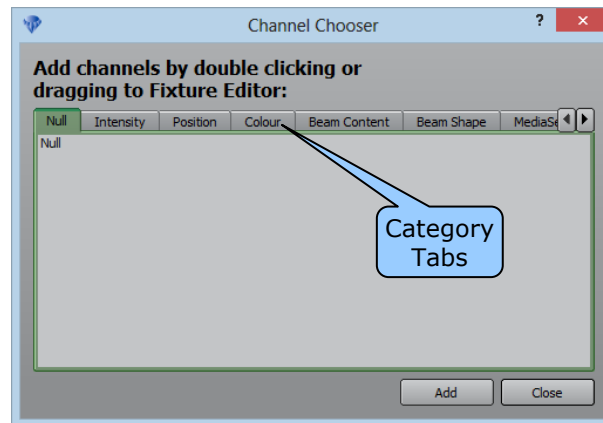 Channel Chooser ? ×
Add channels by double clicking or
dragging to Fixture Editor:
Null Intensity Position Colour Beam Content Beam Shape MediaSe
Null
Category
Tabs
Add Close